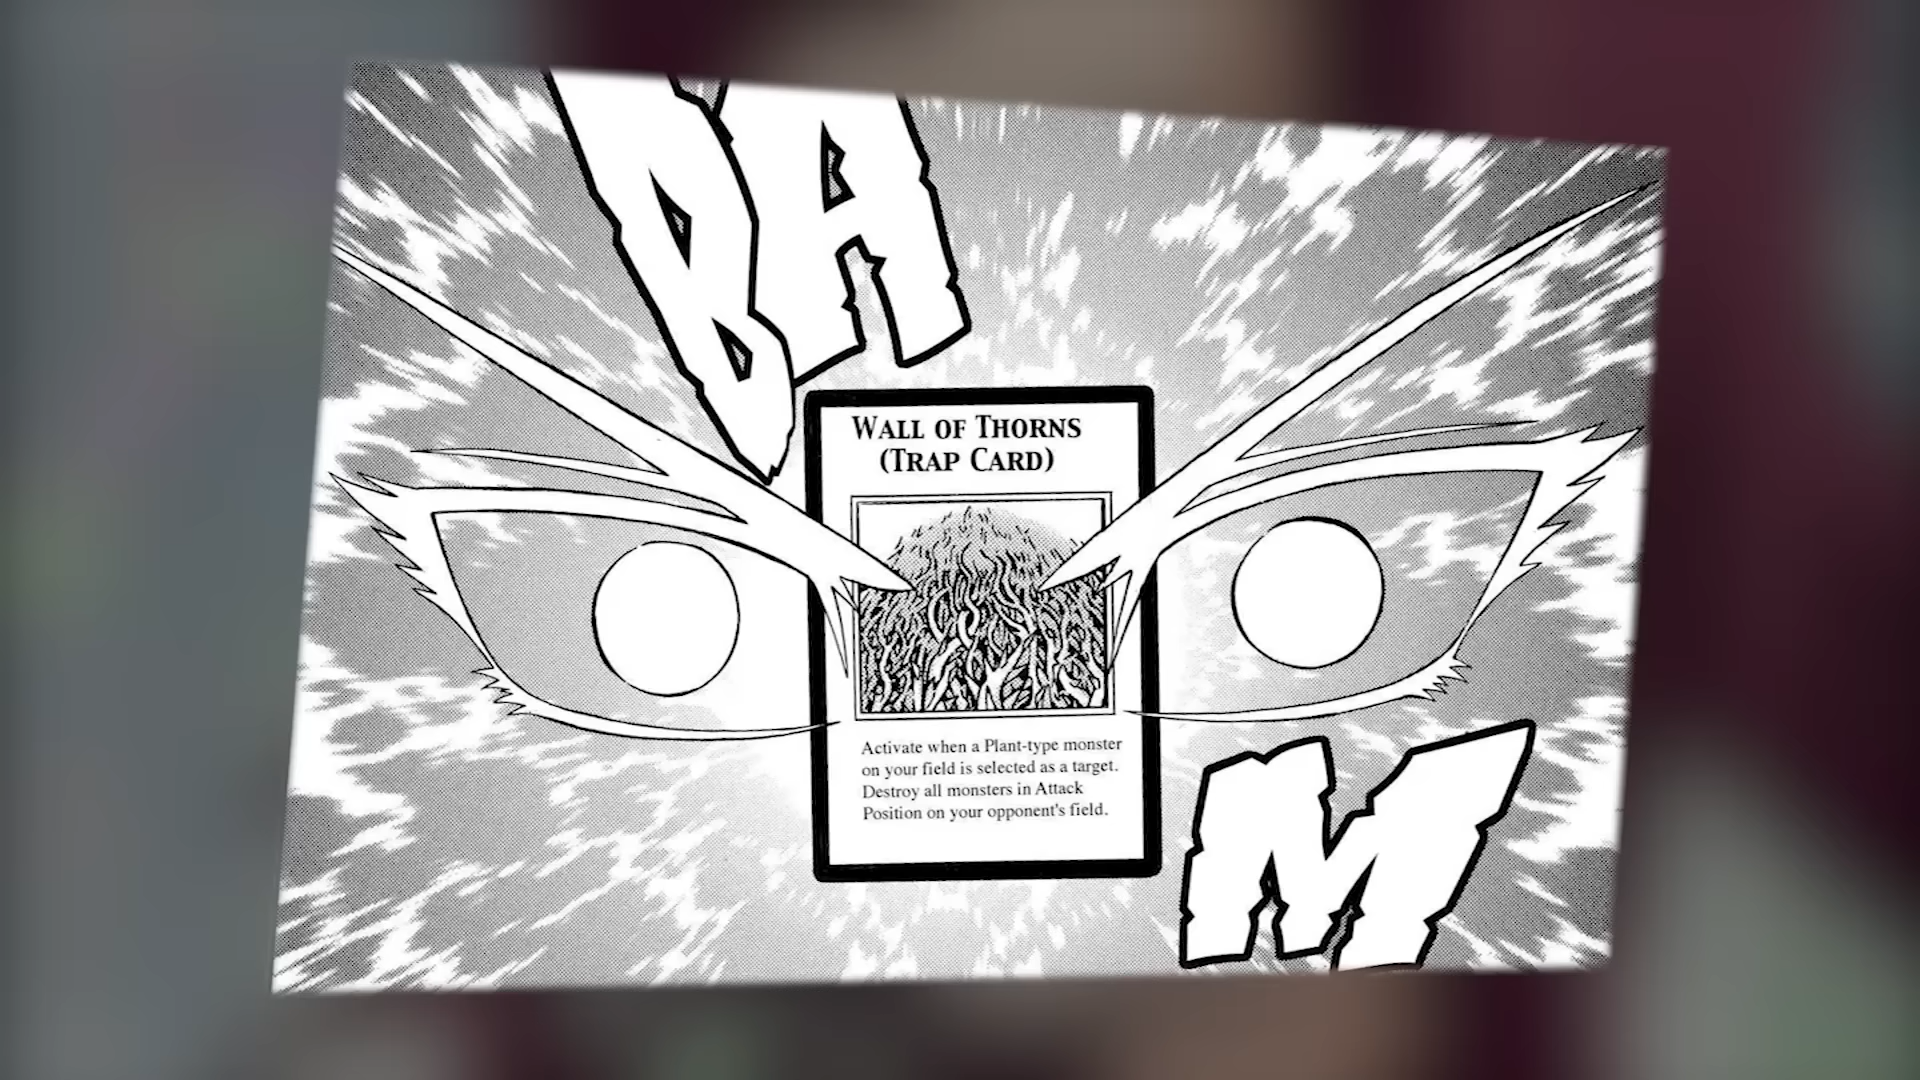 BA
WALL OF THORNS
(TRAP CARD)
Activate when a Plant-type monster
on your field is selected as a target.
Destroy all monsters in Attack
Position on your opponent's field.
M